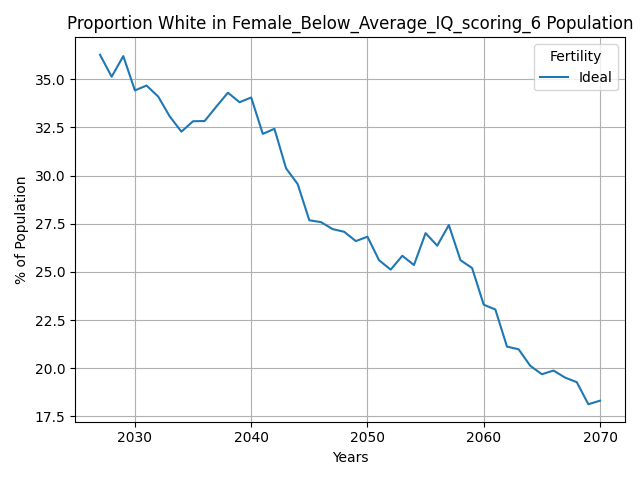 Proportion White in Female_Below_Average_IQ_scoring_6 Population
Fertility
Ideal
35.0
32.5
30.0
27.5
25.0
22.5
20.0
17.5
% of Population
2030 2040 2050 2060 2070
Years